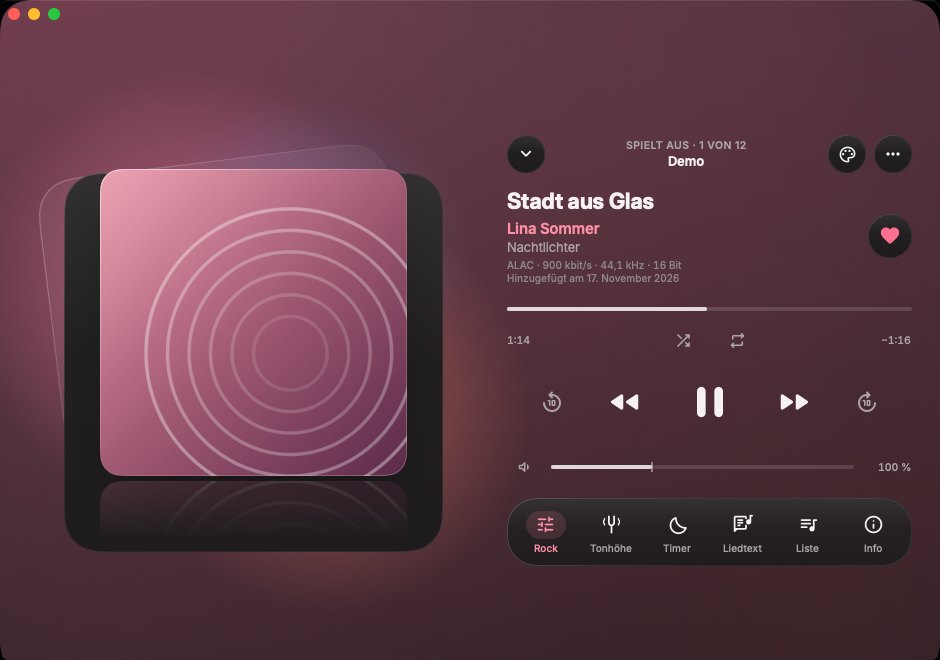 SPIELT AUS · 1 VON 12
Demo
Stadt aus Glas
Lina Sommer
Nachtlichter
ALAC · 900 kbit/s · 44,1 kHz · 16 Bit
Hinzugefügt am 17. November 2026
1:14
−1:16
10
10
100 %
Rock
Tonhöhe
Timer
Liedtext
Liste
Info